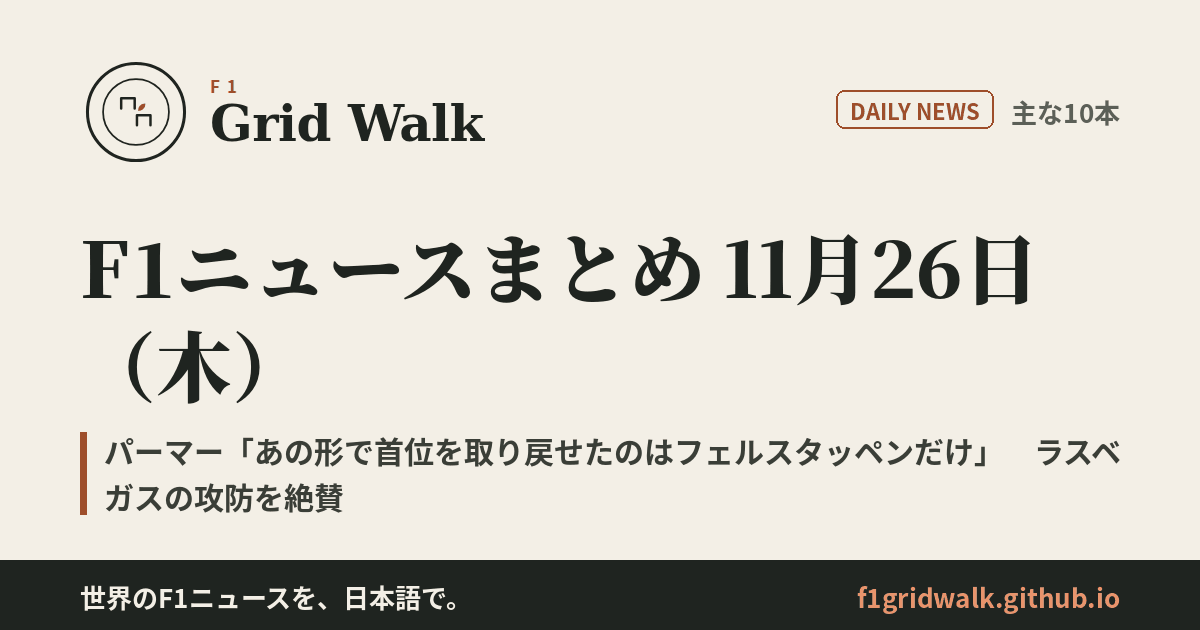 F1
Grid Walk
DAILY NEWS 主な10本
F1ニュースまとめ 11月26日
（木）
パーマー「あの形で首位を取り戻せたのはフェルスタッペンだけ」　ラスベ
ガスの攻防を絶賛
世界のF1ニュースを、日本語で。
f1gridwalk.github.io